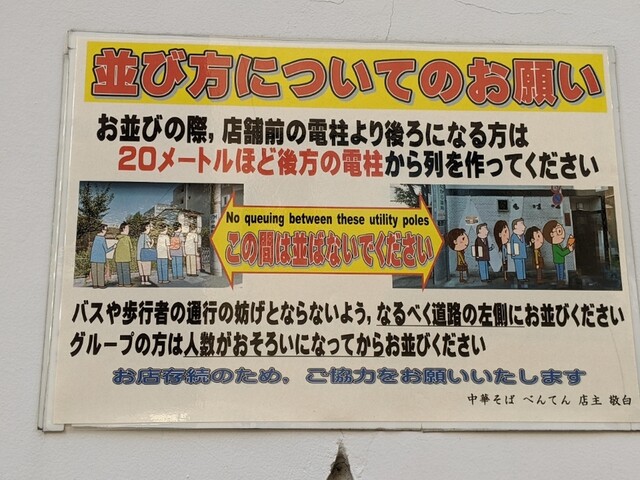 並び方についてのお願い
お並びの際,店舗前の電柱より後ろになる方は
20メートルほど後方の電柱から列を作ってください
No queuing between these utility poles
この間は並ばないでください
バスや歩行者の通行の妨げとならないよう,なるべく道路の左側にお並びください
グループの方は人数がおそろいになってからお並びください
お店存続のため,ご協力をお願いいたします
中華そば べんてん 店主 敬白